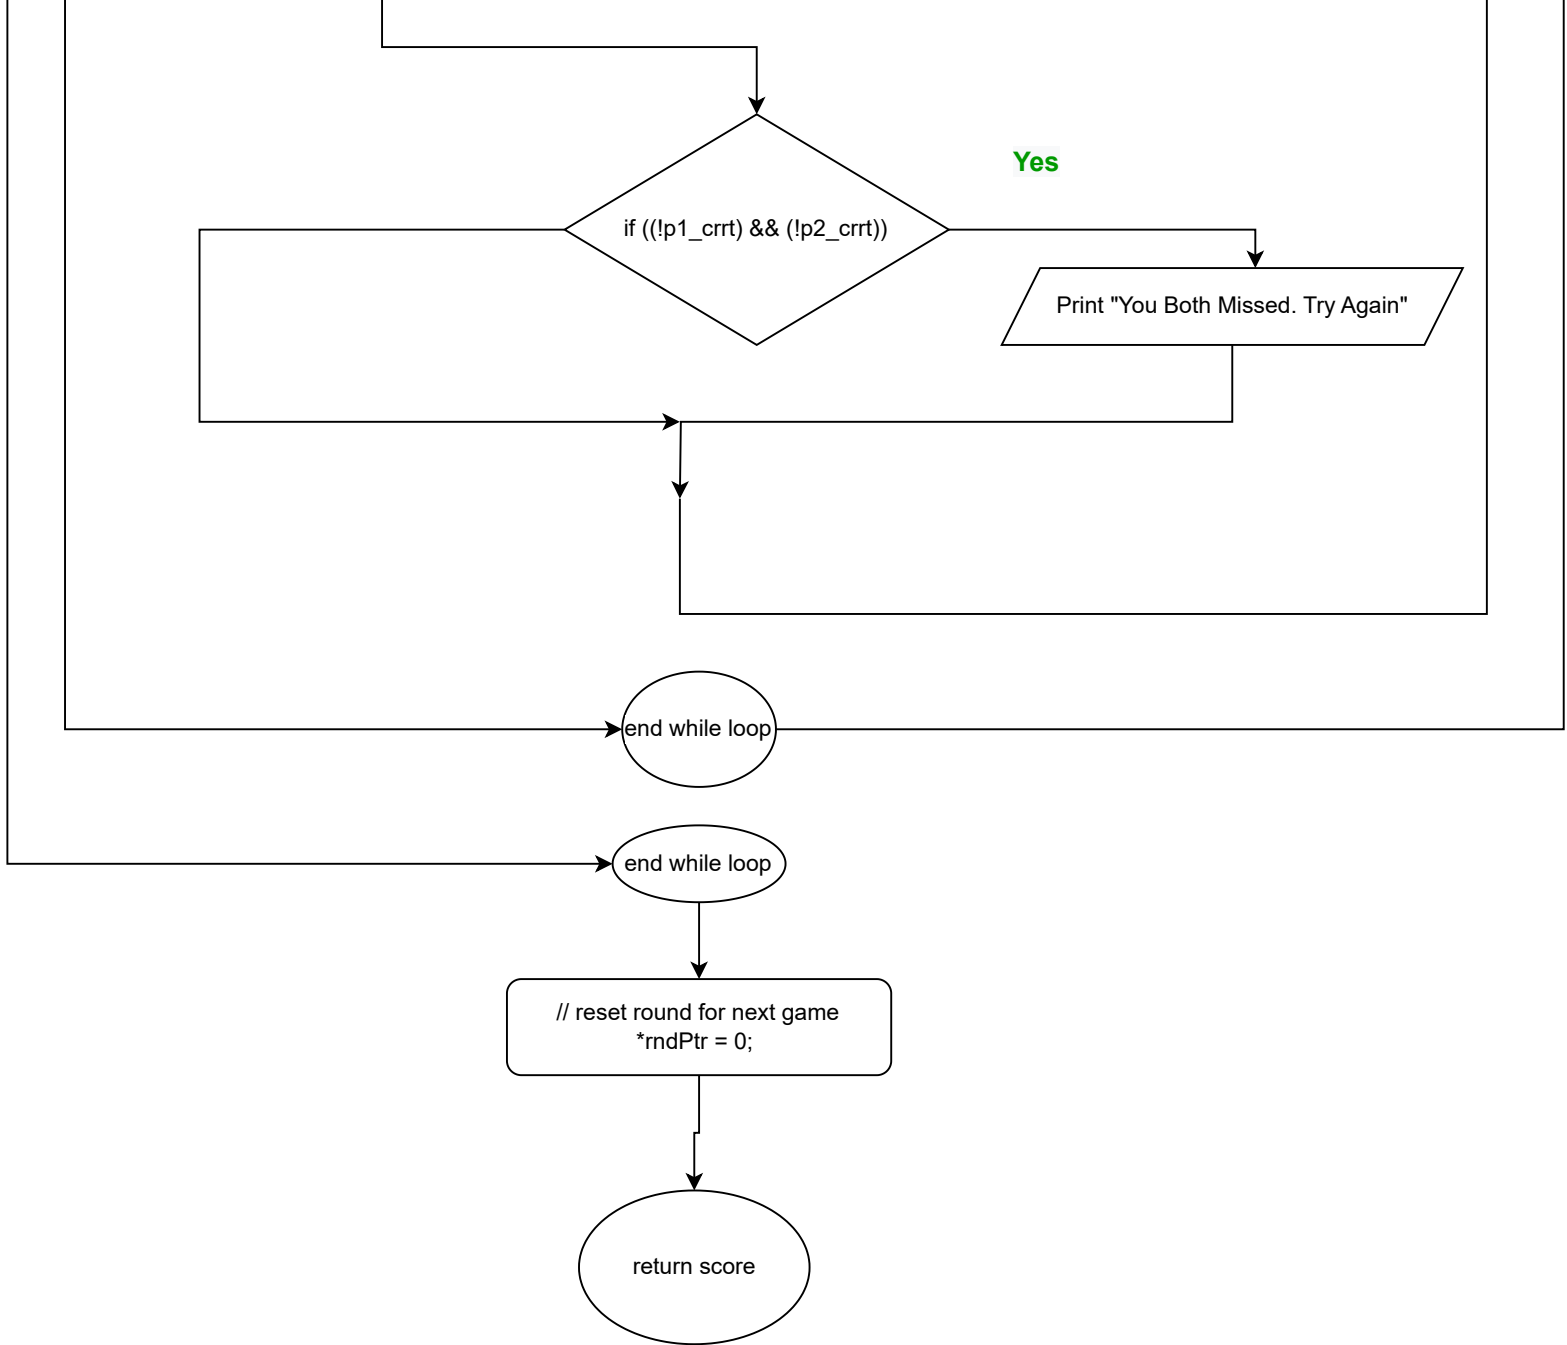 Yes
if ((!p1_crrt) && (!p2_crrt))
Print "You Both Missed. Try Again"
end while loop
end while loop
// reset round for next game
*rndPtr = 0;
return score